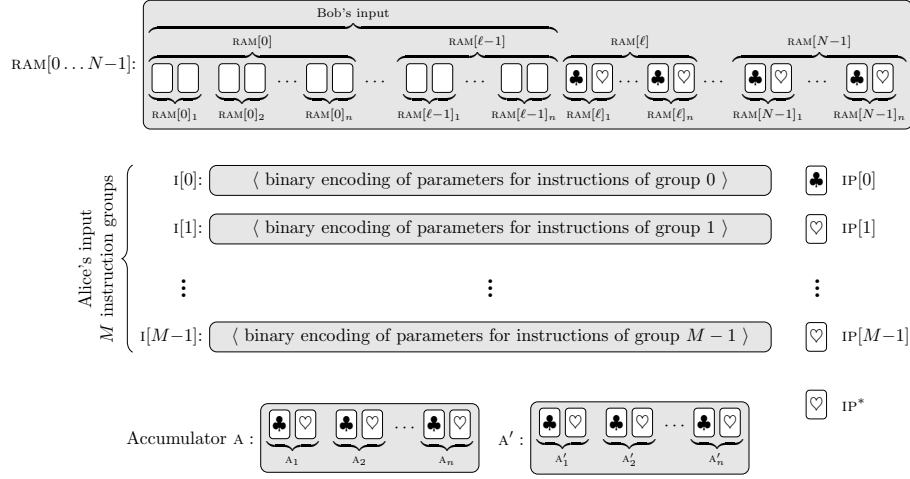 Bob's input
RAM[0] RAM[ℓ−1] RAM[ℓ] RAM[N−1]
RAM[0 … N−1]: ♣ ♡ … ♣ ♡ … ♣ ♡ … ♣ ♡
RAM[0]₁ RAM[0]₂ RAM[0]ₙ RAM[ℓ−1]₁ RAM[ℓ−1]ₙ RAM[ℓ]₁ RAM[ℓ]ₙ RAM[N−1]₁ RAM[N−1]ₙ
Alice's input
M instruction groups
I[0]: ⟨ binary encoding of parameters for instructions of group 0 ⟩ ♣ IP[0]
I[1]: ⟨ binary encoding of parameters for instructions of group 1 ⟩ ♡ IP[1]
⋮ ⋮ ⋮
I[M−1]: ⟨ binary encoding of parameters for instructions of group M − 1 ⟩ ♡ IP[M−1]
♡ IP*
Accumulator A : ♣ ♡ ♣ ♡ … ♣ ♡ A′ : ♣ ♡ ♣ ♡ … ♣ ♡
A₁ A₂ Aₙ A′₁ A′₂ A′ₙ